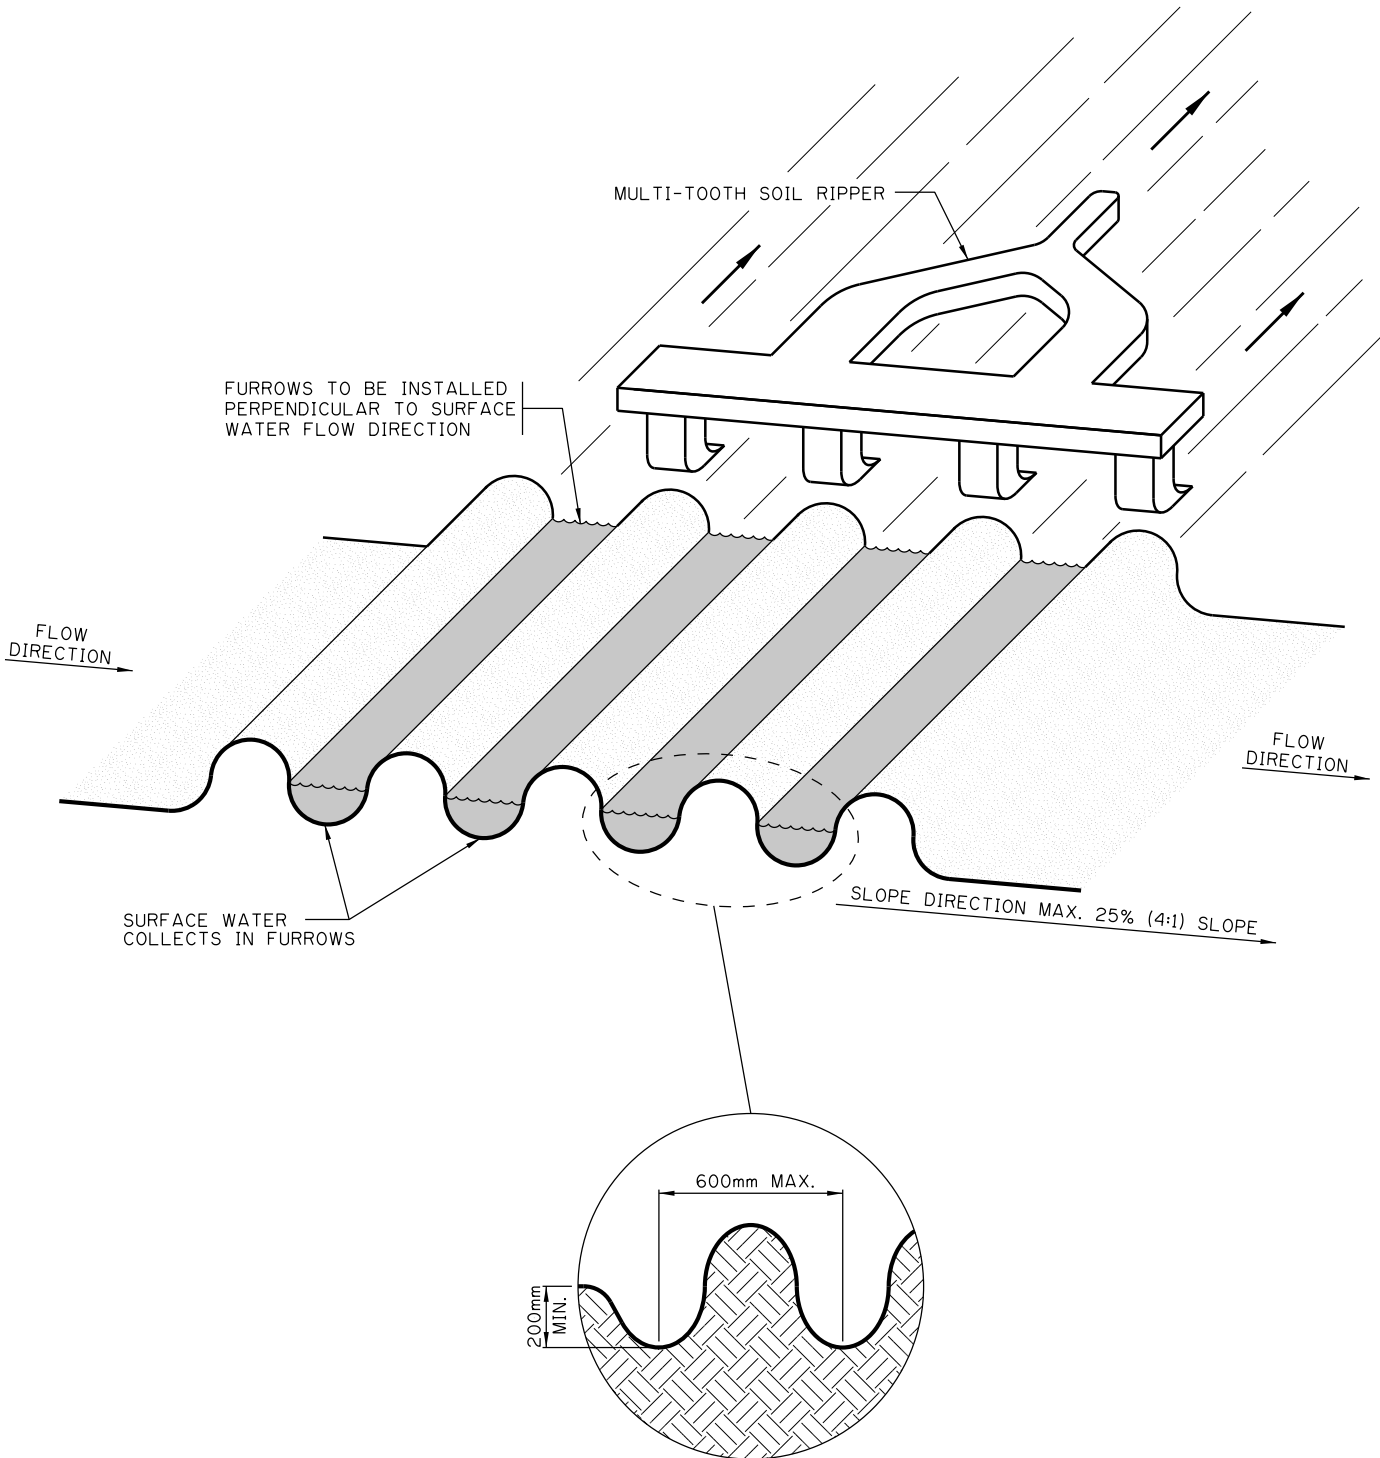 MULTI-TOOTH SOIL RIPPER
FURROWS TO BE INSTALLED
PERPENDICULAR TO SURFACE
WATER FLOW DIRECTION
FLOW
DIRECTION
FLOW
DIRECTION
SLOPE DIRECTION MAX. 25% (4:1) SLOPE
SURFACE WATER
COLLECTS IN FURROWS
600mm MAX.
200mm
MIN.